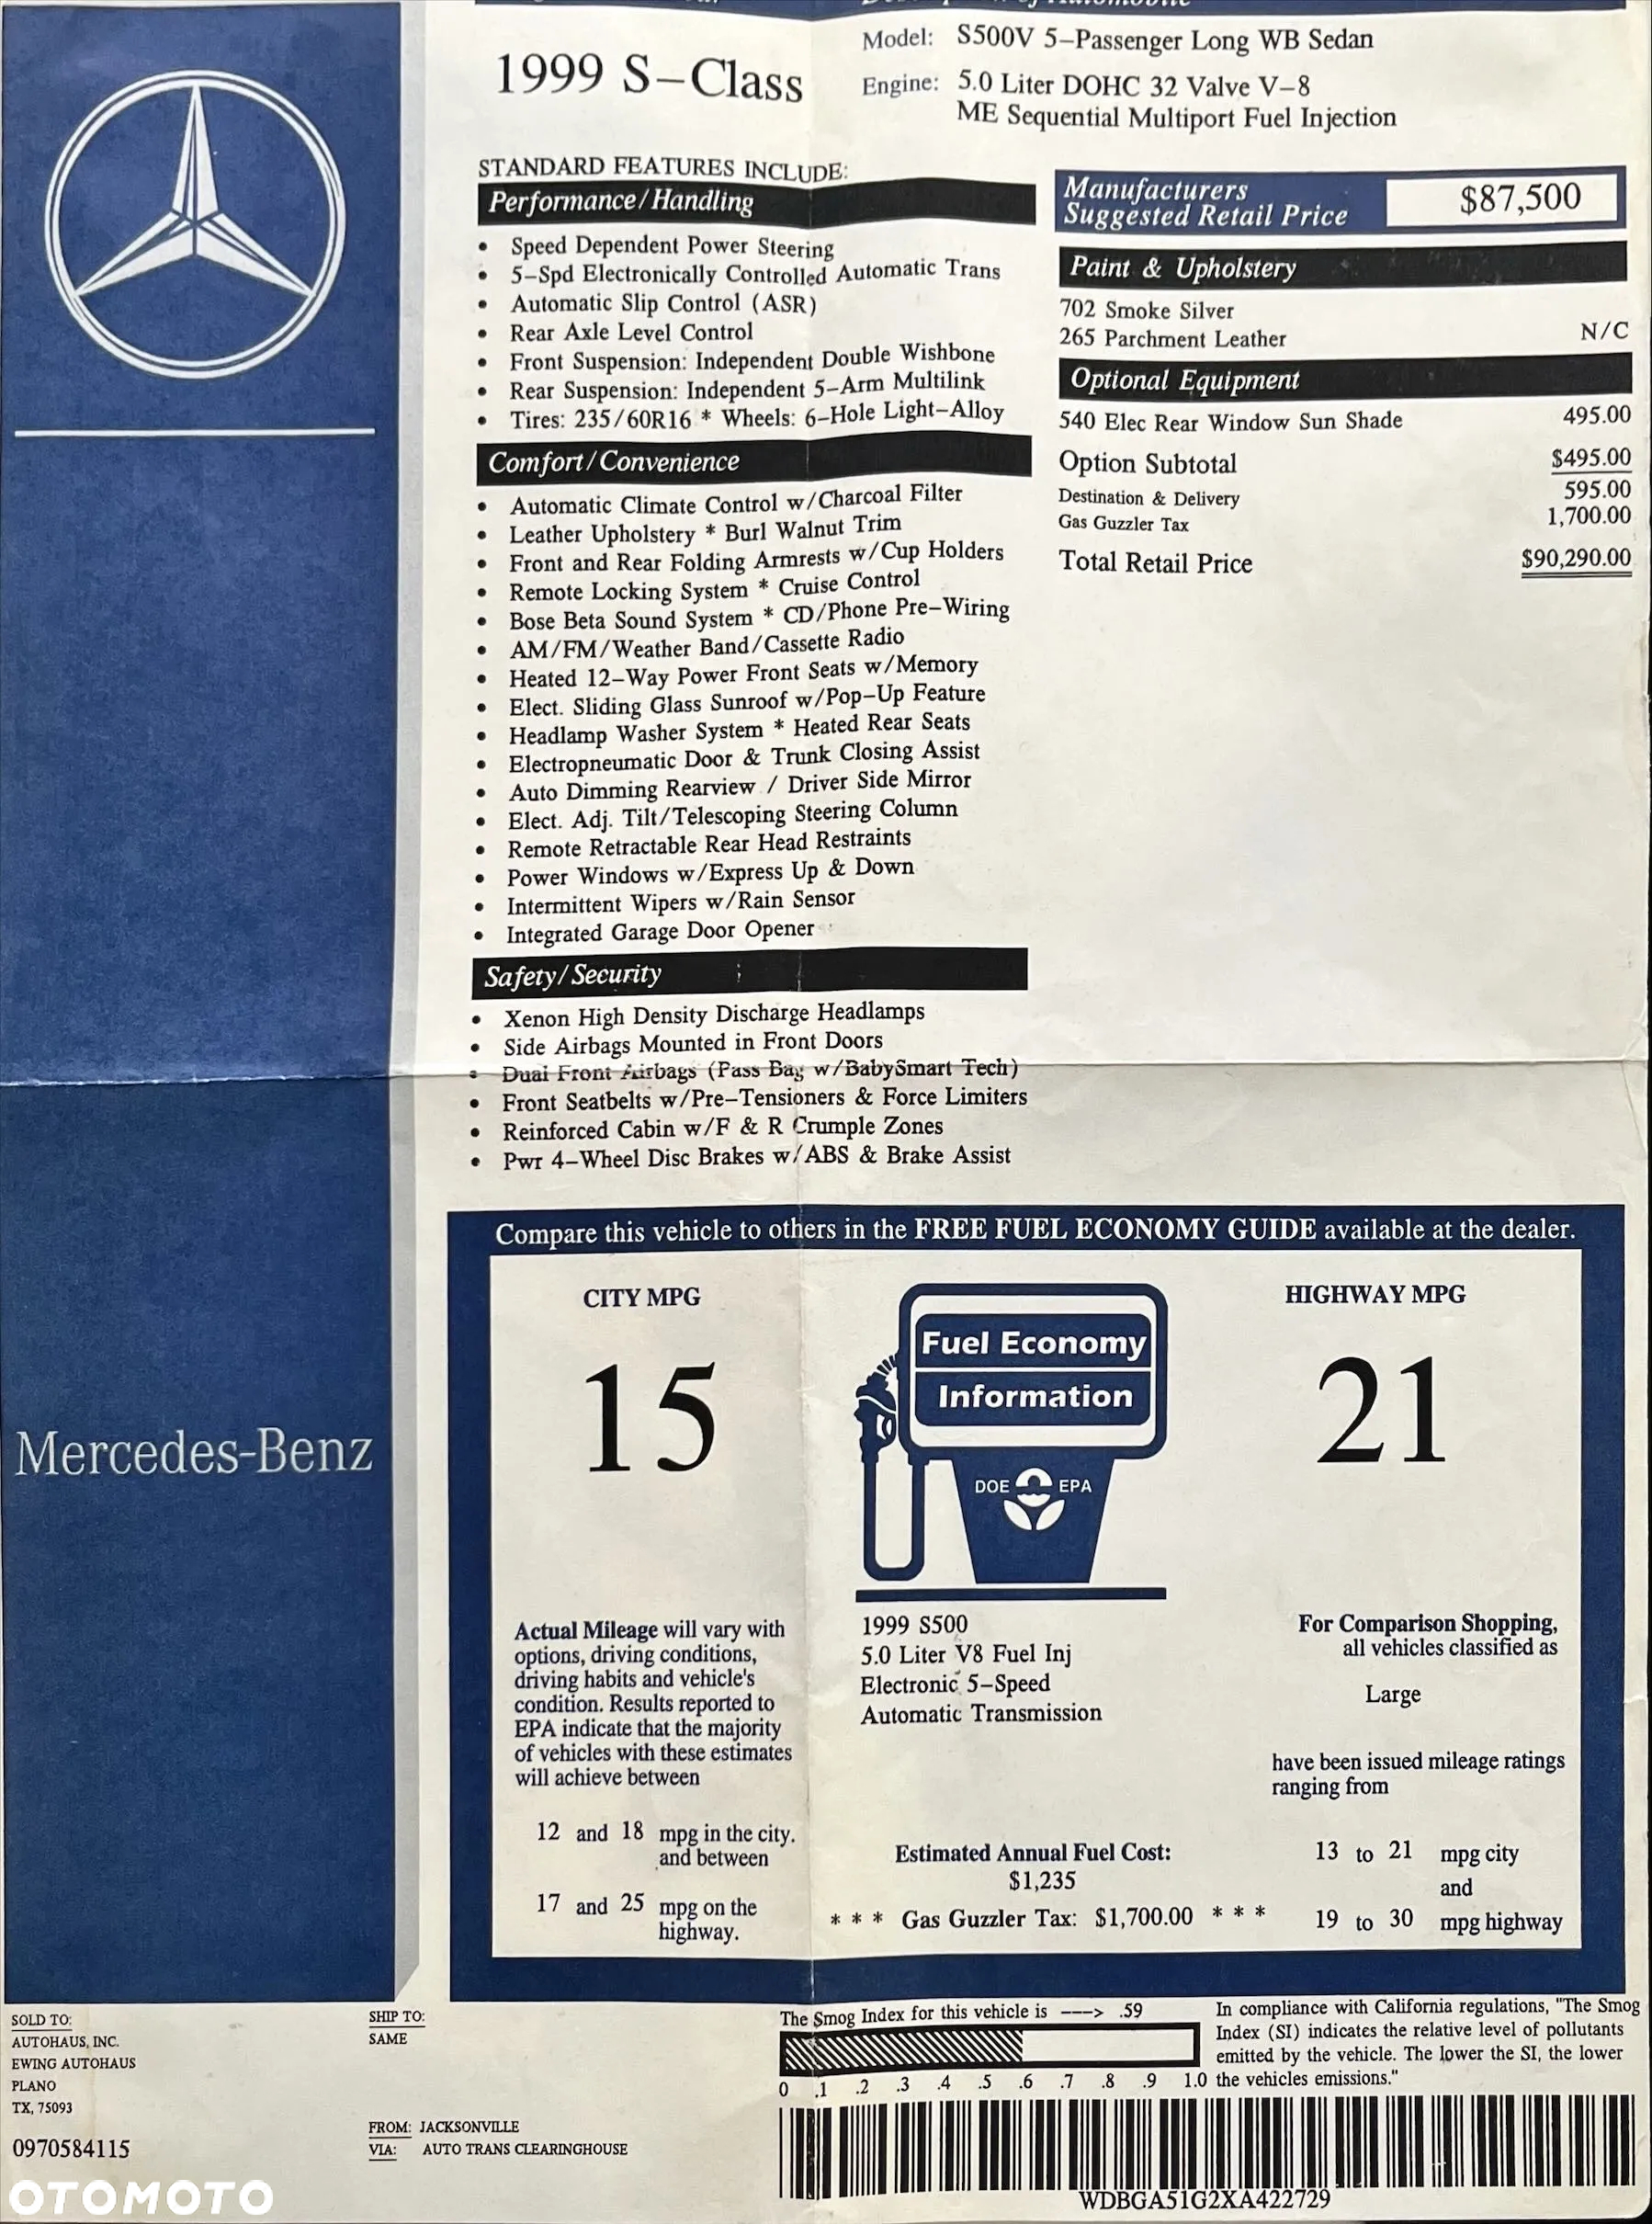 Model: S500V 5-Passenger Long WB Sedan
1999 S-Class
Engine: 5.0 Liter DOHC 32 Valve V-8
ME Sequential Multiport Fuel Injection
STANDARD FEATURES INCLUDE:
Performance/Handling
• Speed Dependent Power Steering
• 5-Spd Electronically Controlled Automatic Trans
• Automatic Slip Control (ASR)
• Rear Axle Level Control
• Front Suspension: Independent Double Wishbone
• Rear Suspension: Independent 5-Arm Multilink
• Tires: 235/60R16 * Wheels: 6-Hole Light-Alloy
Comfort/Convenience
• Automatic Climate Control w/Charcoal Filter
• Leather Upholstery * Burl Walnut Trim
• Front and Rear Folding Armrests w/Cup Holders
• Remote Locking System * Cruise Control
• Bose Beta Sound System * CD/Phone Pre-Wiring
• AM/FM/Weather Band/Cassette Radio
• Heated 12-Way Power Front Seats w/Memory
• Elect. Sliding Glass Sunroof w/Pop-Up Feature
• Headlamp Washer System * Heated Rear Seats
• Electropneumatic Door & Trunk Closing Assist
• Auto Dimming Rearview / Driver Side Mirror
• Elect. Adj. Tilt/Telescoping Steering Column
• Remote Retractable Rear Head Restraints
• Power Windows w/Express Up & Down
• Intermittent Wipers w/Rain Sensor
• Integrated Garage Door Opener
Safety/Security
• Xenon High Density Discharge Headlamps
• Side Airbags Mounted in Front Doors
• Dual Front Airbags (Pass Bag w/BabySmart Tech)
• Front Seatbelts w/Pre-Tensioners & Force Limiters
• Reinforced Cabin w/F & R Crumple Zones
• Pwr 4-Wheel Disc Brakes w/ABS & Brake Assist
Manufacturers
Suggested Retail Price $87,500
Paint & Upholstery
702 Smoke Silver
265 Parchment Leather N/C
Optional Equipment
540 Elec Rear Window Sun Shade 495.00
Option Subtotal $495.00
Destination & Delivery 595.00
Gas Guzzler Tax 1,700.00
Total Retail Price $90,290.00
Mercedes-Benz
Compare this vehicle to others in the FREE FUEL ECONOMY GUIDE available at the dealer.
CITY MPG
15
Fuel Economy
Information
DOE EPA
HIGHWAY MPG
21
Actual Mileage will vary with
options, driving conditions,
driving habits and vehicle's
condition. Results reported to
EPA indicate that the majority
of vehicles with these estimates
will achieve between
12 and 18 mpg in the city.
and between
17 and 25 mpg on the
highway.
1999 S500
5.0 Liter V8 Fuel Inj
Electronic 5-Speed
Automatic Transmission
Estimated Annual Fuel Cost:
$1,235
* * * Gas Guzzler Tax: $1,700.00 * * *
For Comparison Shopping,
all vehicles classified as
Large
have been issued mileage ratings
ranging from
13 to 21 mpg city
and
19 to 30 mpg highway
SOLD TO:
AUTOHAUS, INC.
EWING AUTOHAUS
PLANO
TX, 75093
0970584115
SHIP TO:
SAME
FROM: JACKSONVILLE
VIA: AUTO TRANS CLEARINGHOUSE
The Smog Index for this vehicle is ---> .59
0 .1 .2 .3 .4 .5 .6 .7 .8 .9 1.0
In compliance with California regulations, "The Smog
Index (SI) indicates the relative level of pollutants
emitted by the vehicle. The lower the SI, the lower
the vehicles emissions."
WDBGA51G2XA422729
OTOMOTO